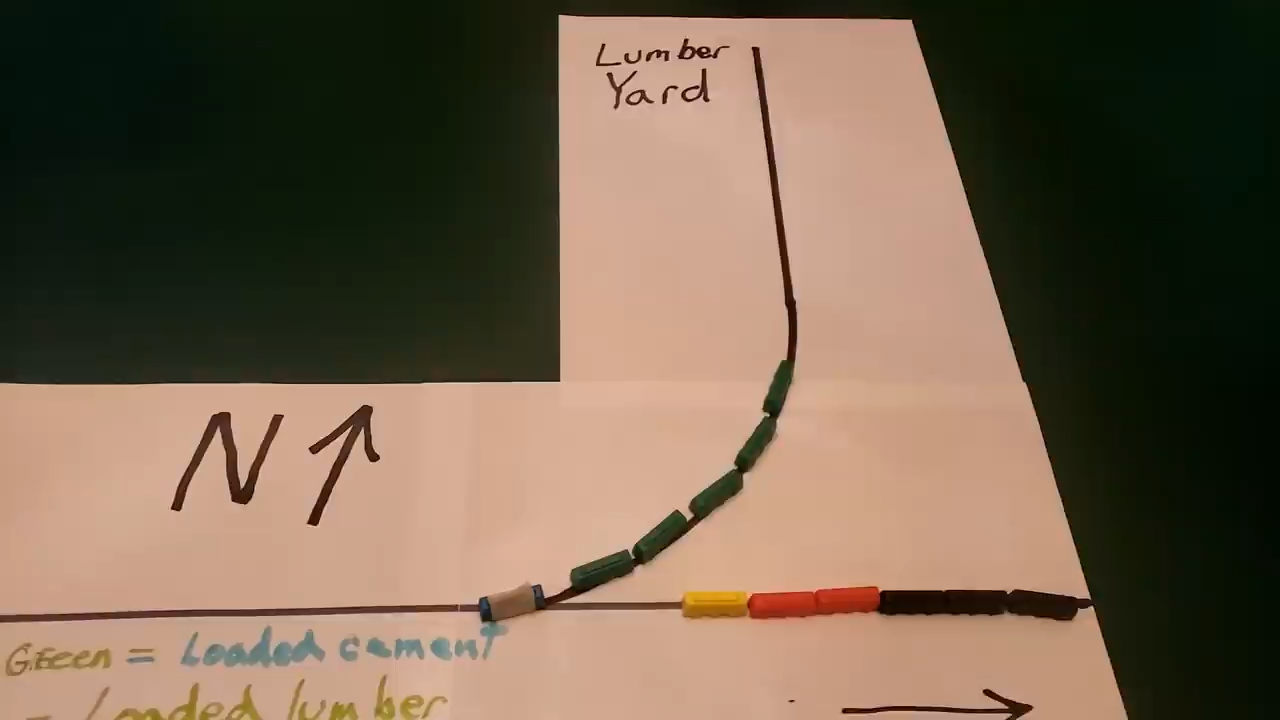 Lumber
Yard
N↑
Green = Loaded cement
= Loaded lumber